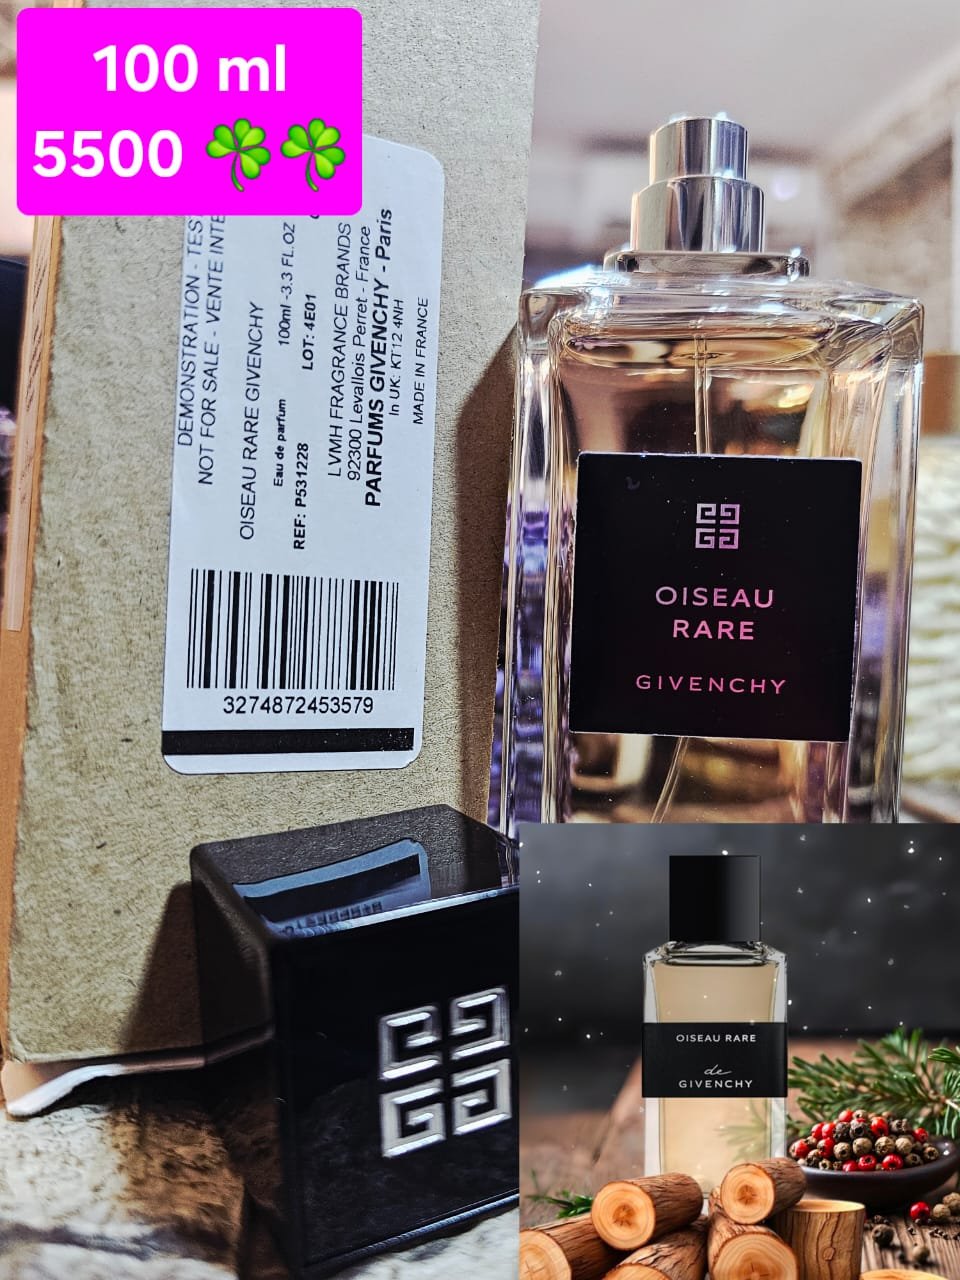 100 ml
5500 ☘️☘️
DEMONSTRATION -
NOT FOR SALE - VENTE
OISEAU RARE GIVENCHY
Eau de parfum 100ml -3.3 FL.OZ
REF: P531228 LOT: 4E01
LVMH FRAGRANCE BRANDS
92300 Levallois Perret - France
PARFUMS GIVENCHY - Paris
In UK: KT12 4NH
MADE IN FRANCE
3274872453579
OISEAU
RARE
GIVENCHY
OISEAU RARE
de
GIVENCHY